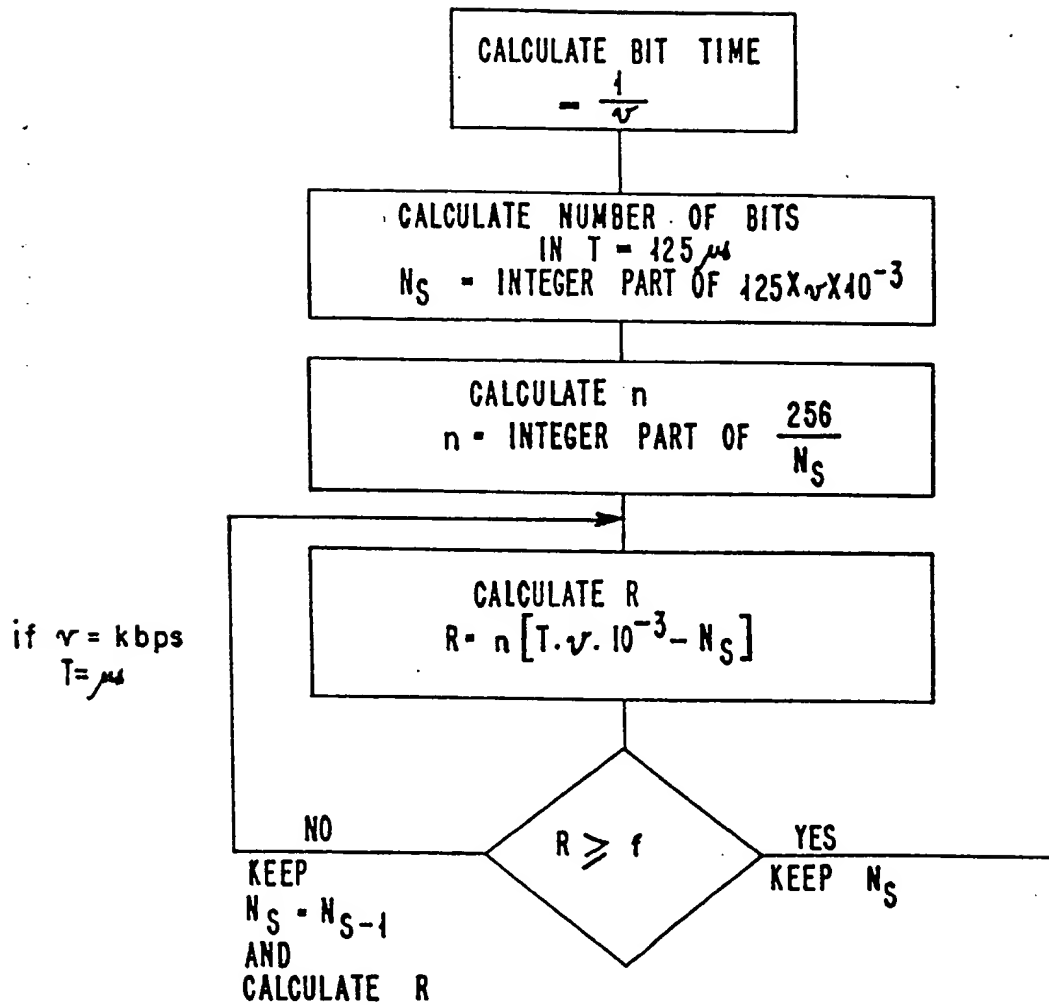 CALCULATE BIT TIME
= 1/v
CALCULATE NUMBER OF BITS
IN T = 125 μs
N_S = INTEGER PART OF 125XvX10^-3
CALCULATE n
n = INTEGER PART OF 256/N_S
CALCULATE R
R = n[T.v.10^-3 - N_S]
if v = kbps
T= μs
R ⩾ f
NO
KEEP
N_S = N_S-1
AND
CALCULATE R
YES
KEEP N_S